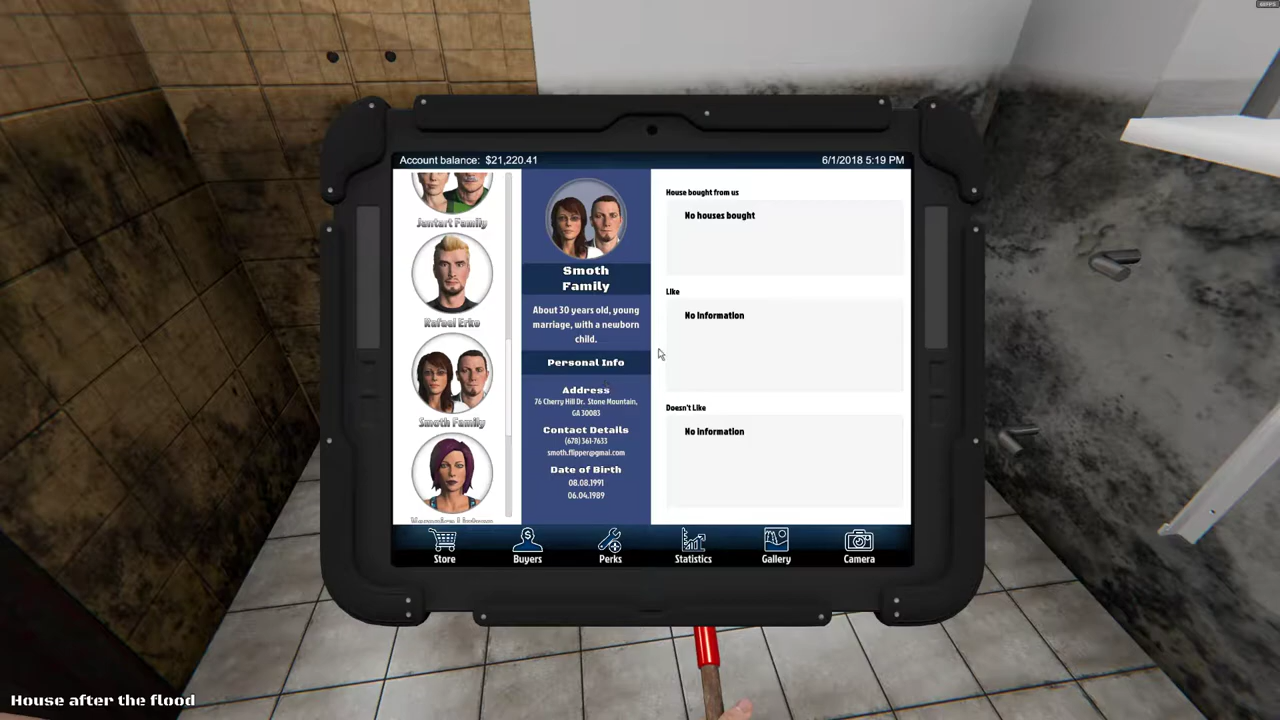 Account balance: $21,220.41
6/1/2018 5:19 PM
Jantart Family
Rafael Erko
Smoth Family
Smoth
Family
About 30 years old, young
marriage, with a newborn
child.
Personal Info
Address
76 Cherry Hill Dr. Stone Mountain,
GA 30083
Contact Details
(678) 361-7633
smoth.flipper@gmal.com
Date of Birth
08.08.1991
06.04.1989
House bought from us
No houses bought
Like
No Information
Doesn't Like
No Information
Store
Buyers
Perks
Statistics
Gallery
Camera
House after the flood